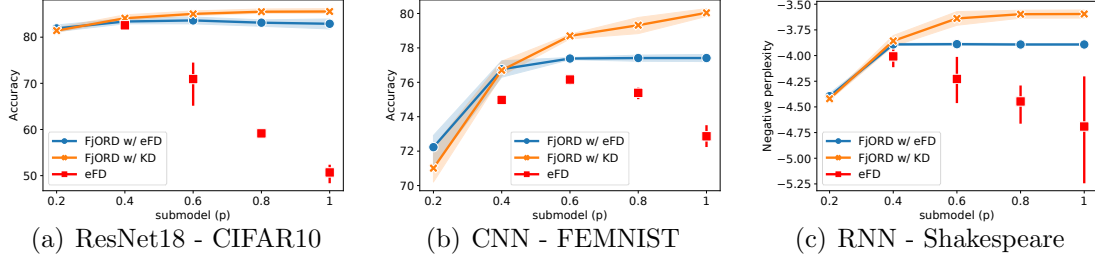 80
70
60
50
Accuracy
FjORD w/ eFD
FjORD w/ KD
eFD
0.2 0.4 0.6 0.8 1
submodel (p)
(a) ResNet18 - CIFAR10
80
78
76
74
72
70
Accuracy
FjORD w/ eFD
FjORD w/ KD
eFD
0.2 0.4 0.6 0.8 1
submodel (p)
(b) CNN - FEMNIST
−3.50
−3.75
−4.00
−4.25
−4.50
−4.75
−5.00
−5.25
Negative perplexity
FjORD w/ eFD
FjORD w/ KD
eFD
0.2 0.4 0.6 0.8 1
submodel (p)
(c) RNN - Shakespeare